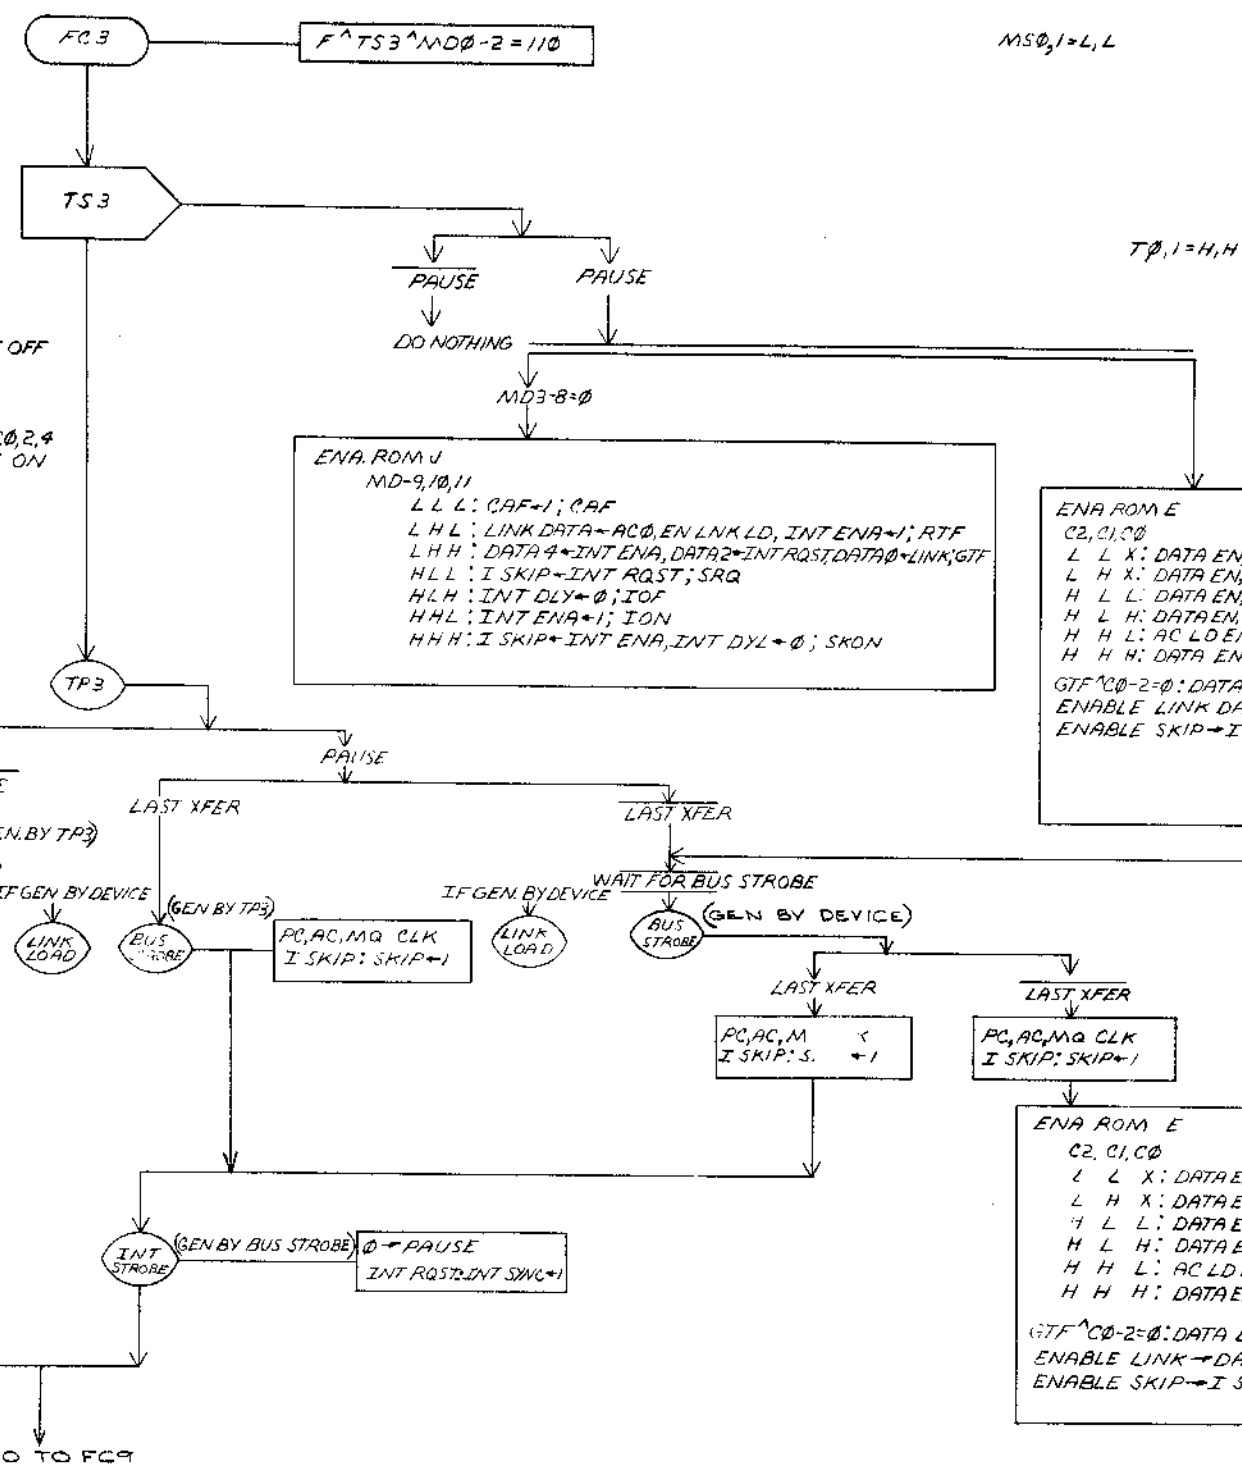 FC3
F^TS3^MDØ-2=11Ø
MSØ,1=L,L
TS3
TØ,1=H,H
PAUSE
PAUSE
DO NOTHING
OFF
MD3-8=Ø
Ø,2,4
ON
ENA. ROM J
MD-9,1Ø,11
L L L: CAF←1; CAF
L H L: LINK DATA←ACØ, EN LNK LD, INT ENA←1; RTF
L H H: DATA 4←INT ENA, DATA2←INT RQST, DATAØ←LINK; GTF
H L L: I SKIP←INT RQST; SRQ
H L H: INT DLY←Ø; IOF
H H L: INT ENA←1; ION
H H H: I SKIP←INT ENA, INT DYL←Ø; SKON
ENA ROM E
C2, C1, CØ
L L X: DATA EN,
L H X: DATA EN,
H L L: DATA EN,
H L H: DATA EN,
H H L: AC LD EN
H H H: DATA EN
GTF^CØ-2=Ø: DATA
ENABLE LINK DA
ENABLE SKIP→I
TP3
PAUSE
E
LAST XFER
LAST XFER
EN. BY TP3)
WAIT FOR BUS STROBE
IF GEN BY DEVICE
(GEN BY TP3)
IF GEN. BY DEVICE
LINK LOAD
BUS STROBE
PC, AC, MQ CLK
I SKIP: SKIP←1
LINK LOAD
BUS STROBE
(GEN BY DEVICE)
LAST XFER
LAST XFER
PC, AC, M
I SKIP: S. ←1
PC, AC, MQ CLK
I SKIP: SKIP←1
ENA ROM E
C2, C1, CØ
L L X: DATA E
L H X: DATA E
H L L: DATA E
H L H: DATA E
H H L: AC LD
H H H: DATA E
GTF^CØ-2=Ø: DATA L
ENABLE LINK→DA
ENABLE SKIP→I S
INT STROBE
(GEN BY BUS STROBE)
Ø→PAUSE
INT RQST: INT SYNC←1
O TO FC9